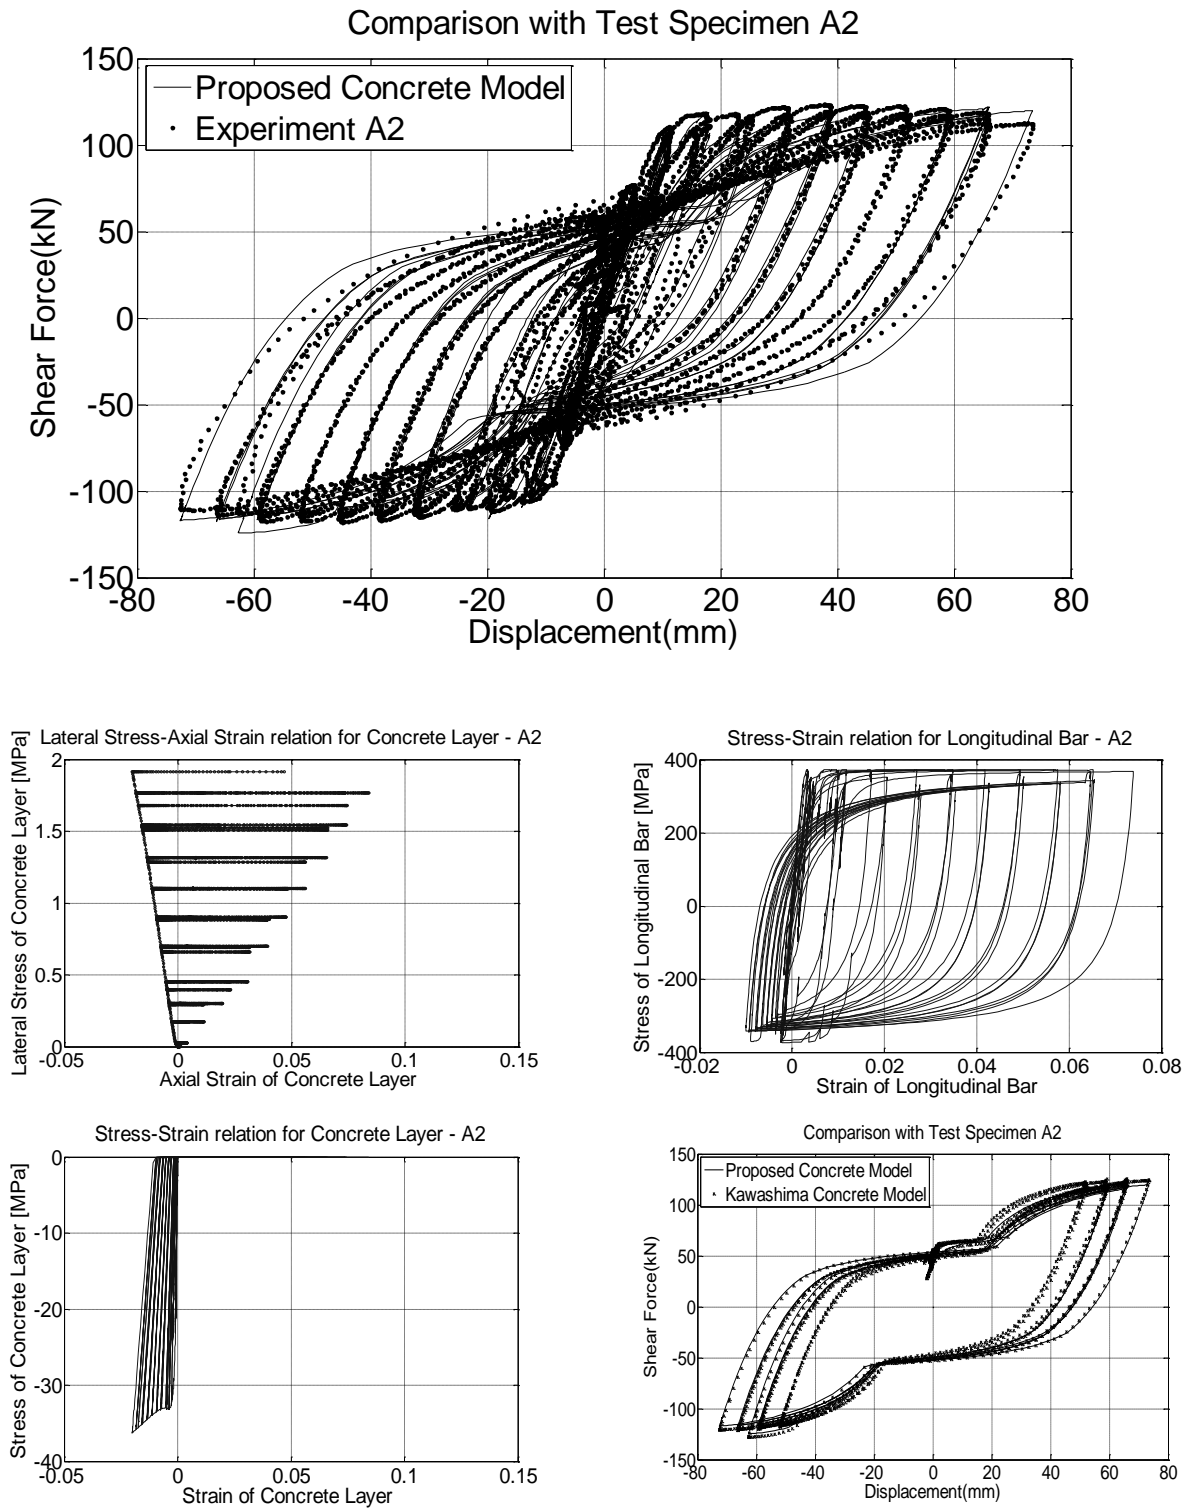 Comparison with Test Specimen A2
150
100
50
0
-50
-100
-150
Shear Force(kN)
Proposed Concrete Model
Experiment A2
-80 -60 -40 -20 0 20 40 60 80
Displacement(mm)
Lateral Stress-Axial Strain relation for Concrete Layer - A2
2
1.5
1
0.5
0
Lateral Stress of Concrete Layer [MPa]
-0.05 0 0.05 0.1 0.15
Axial Strain of Concrete Layer
Stress-Strain relation for Longitudinal Bar - A2
400
200
0
-200
-400
Stress of Longitudinal Bar [MPa]
-0.02 0 0.02 0.04 0.06 0.08
Strain of Longitudinal Bar
Stress-Strain relation for Concrete Layer - A2
0
-10
-20
-30
-40
Stress of Concrete Layer [MPa]
-0.05 0 0.05 0.1 0.15
Strain of Concrete Layer
Comparison with Test Specimen A2
150
100
50
0
-50
-100
-150
Shear Force(kN)
Proposed Concrete Model
Kawashima Concrete Model
-80 -60 -40 -20 0 20 40 60 80
Displacement(mm)